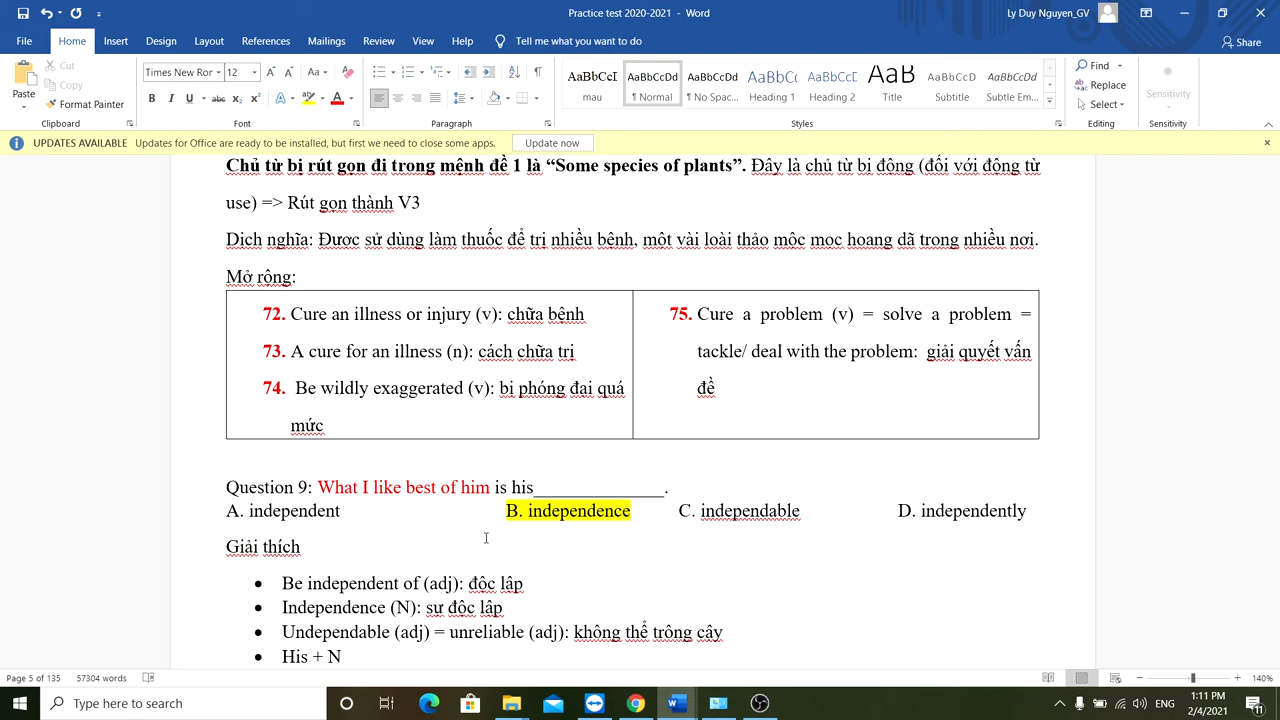 Practice test 2020-2021 - Word
Ly Duy Nguyen_GV
File Home Insert Design Layout References Mailings Review View Help Tell me what you want to do Share
Paste Cut Copy Format Painter
Times New Ror 12
AaBbCcI AaBbCcDd AaBbCcDd AaBbCc AaBbCcD AaB AaBbCcD AaBbCcDd
mau ¶ Normal ¶ No Spac... Heading 1 Heading 2 Title Subtitle Subtle Em...
Find Replace Select Sensitivity
Clipboard Font Paragraph Styles Editing Sensitivity
UPDATES AVAILABLE Updates for Office are ready to be installed, but first we need to close some apps. Update now
Chủ từ bị rút gọn đi trong mệnh đề 1 là “Some species of plants”. Đây là chủ từ bị động (đối với động từ
use) => Rút gọn thành V3
Dịch nghĩa: Được sử dùng làm thuốc để trị nhiều bệnh, một vài loài thảo mộc mọc hoang dã trong nhiều nơi.
Mở rộng:
72. Cure an illness or injury (v): chữa bệnh
73. A cure for an illness (n): cách chữa trị
74. Be wildly exaggerated (v): bị phóng đại quá
mức
75. Cure a problem (v) = solve a problem =
tackle/ deal with the problem: giải quyết vấn
đề
Question 9: What I like best of him is his______________.
A. independent B. independence C. independable D. independently
Giải thích
• Be independent of (adj): độc lập
• Independence (N): sự độc lập
• Undependable (adj) = unreliable (adj): không thể trông cậy
• His + N
Page 5 of 135 57304 words 140%
Type here to search
1:11 PM
2/4/2021
11